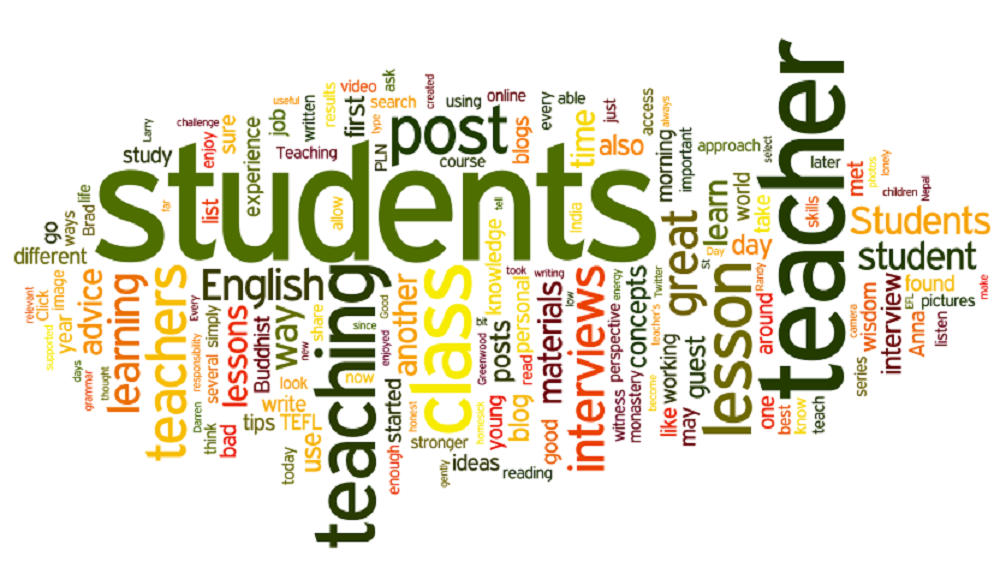 students
teacher
teaching
class
lesson
post
interviews
teachers
English
Students
student
learning
great
materials
time
way
learn
another
lessons
advice
day
first
also
concepts
guest
interview
personal
knowledge
posts
blog
ideas
young
good
started
use
bad
TEFL
tips
write
look
now
share
Buddhist
simply
several
responsibility
Every
Darren
think
today
enough
honest
stronger
gently
reading
homesick
read
Greenwood
bit
took
writing
low
energy
perspective
witness
monastery
become
teacher's
Twitter
like
working
may
around
Randy
Day
st
one
best
know
teach
series
camera
wisdom
Anna
EFL
found
pictures
listen
make
children
Nepal
lonely
photos
met
later
skills
select
approach
world
take
morning
important
always
access
just
able
every
India
blogs
online
using
course
tell
created
ask
video
search
type
PLN
results
written
useful
job
Teaching
experience
sure
enjoy
challenge
list
Larry
study
far
allow
life
Brad
ways
go
different
relevant
Click
image
supported
year
days
grammar
thought
new
since
Good
enjoyed